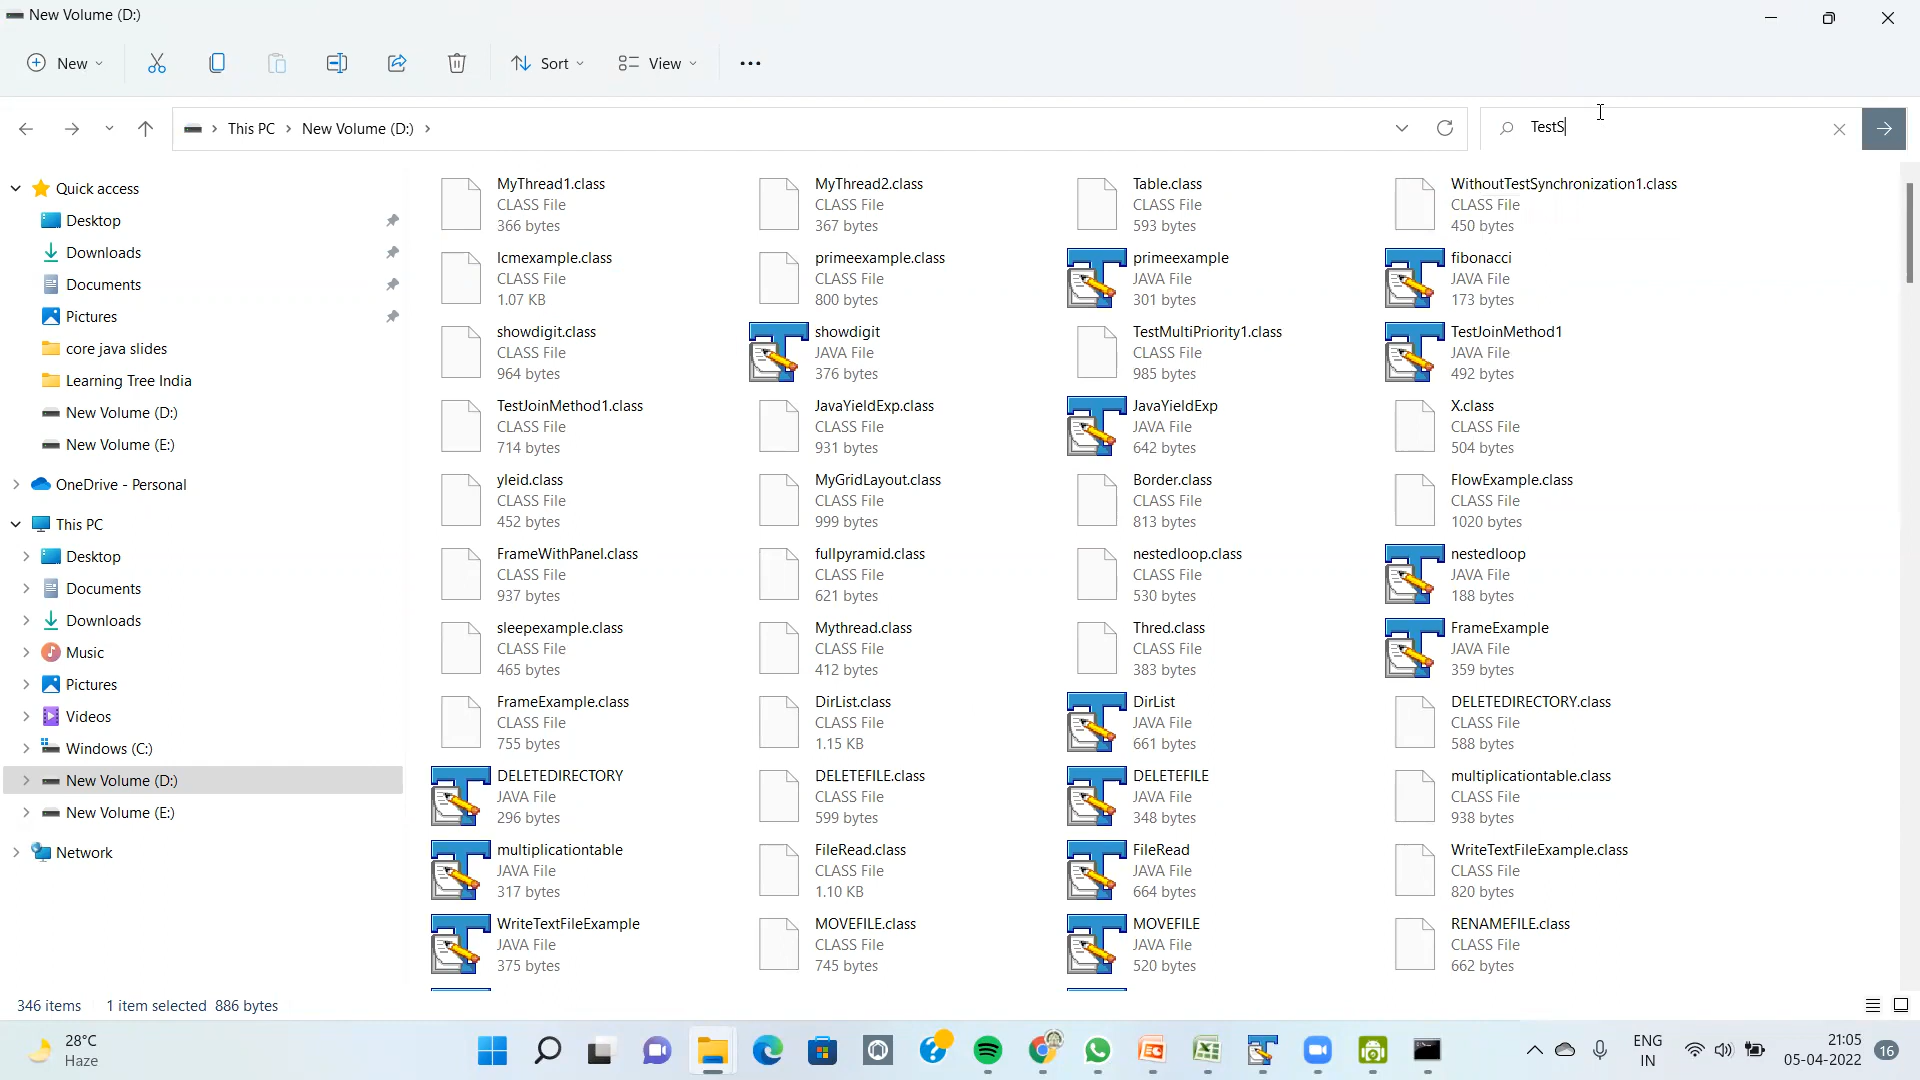 New Volume (D:)
New
Sort
View
This PC
New Volume (D:)
TestS
Quick access
Desktop
Downloads
Documents
Pictures
core java slides
Learning Tree India
New Volume (D:)
New Volume (E:)
OneDrive - Personal
This PC
Desktop
Documents
Downloads
Music
Pictures
Videos
Windows (C:)
New Volume (D:)
New Volume (E:)
Network
MyThread1.class
CLASS File
366 bytes
MyThread2.class
CLASS File
367 bytes
Table.class
CLASS File
593 bytes
WithoutTestSynchronization1.class
CLASS File
450 bytes
lcmexample.class
CLASS File
1.07 KB
primeexample.class
CLASS File
800 bytes
primeexample
JAVA File
301 bytes
fibonacci
JAVA File
173 bytes
showdigit.class
CLASS File
964 bytes
showdigit
JAVA File
376 bytes
TestMultiPriority1.class
CLASS File
985 bytes
TestJoinMethod1
JAVA File
492 bytes
TestJoinMethod1.class
CLASS File
714 bytes
JavaYieldExp.class
CLASS File
931 bytes
JavaYieldExp
JAVA File
642 bytes
X.class
CLASS File
504 bytes
yleid.class
CLASS File
452 bytes
MyGridLayout.class
CLASS File
999 bytes
Border.class
CLASS File
813 bytes
FlowExample.class
CLASS File
1020 bytes
FrameWithPanel.class
CLASS File
937 bytes
fullpyramid.class
CLASS File
621 bytes
nestedloop.class
CLASS File
530 bytes
nestedloop
JAVA File
188 bytes
sleepexample.class
CLASS File
465 bytes
Mythread.class
CLASS File
412 bytes
Thred.class
CLASS File
383 bytes
FrameExample
JAVA File
359 bytes
FrameExample.class
CLASS File
755 bytes
DirList.class
CLASS File
1.15 KB
DirList
JAVA File
661 bytes
DELETEDIRECTORY.class
CLASS File
588 bytes
DELETEDIRECTORY
JAVA File
296 bytes
DELETEFILE.class
CLASS File
599 bytes
DELETEFILE
JAVA File
348 bytes
multiplicationtable.class
CLASS File
938 bytes
multiplicationtable
JAVA File
317 bytes
FileRead.class
CLASS File
1.10 KB
FileRead
JAVA File
664 bytes
WriteTextFileExample.class
CLASS File
820 bytes
WriteTextFileExample
JAVA File
375 bytes
MOVEFILE.class
CLASS File
745 bytes
MOVEFILE
JAVA File
520 bytes
RENAMEFILE.class
CLASS File
662 bytes
346 items
1 item selected 886 bytes
28°C
Haze
ENG
IN
21:05
05-04-2022
16